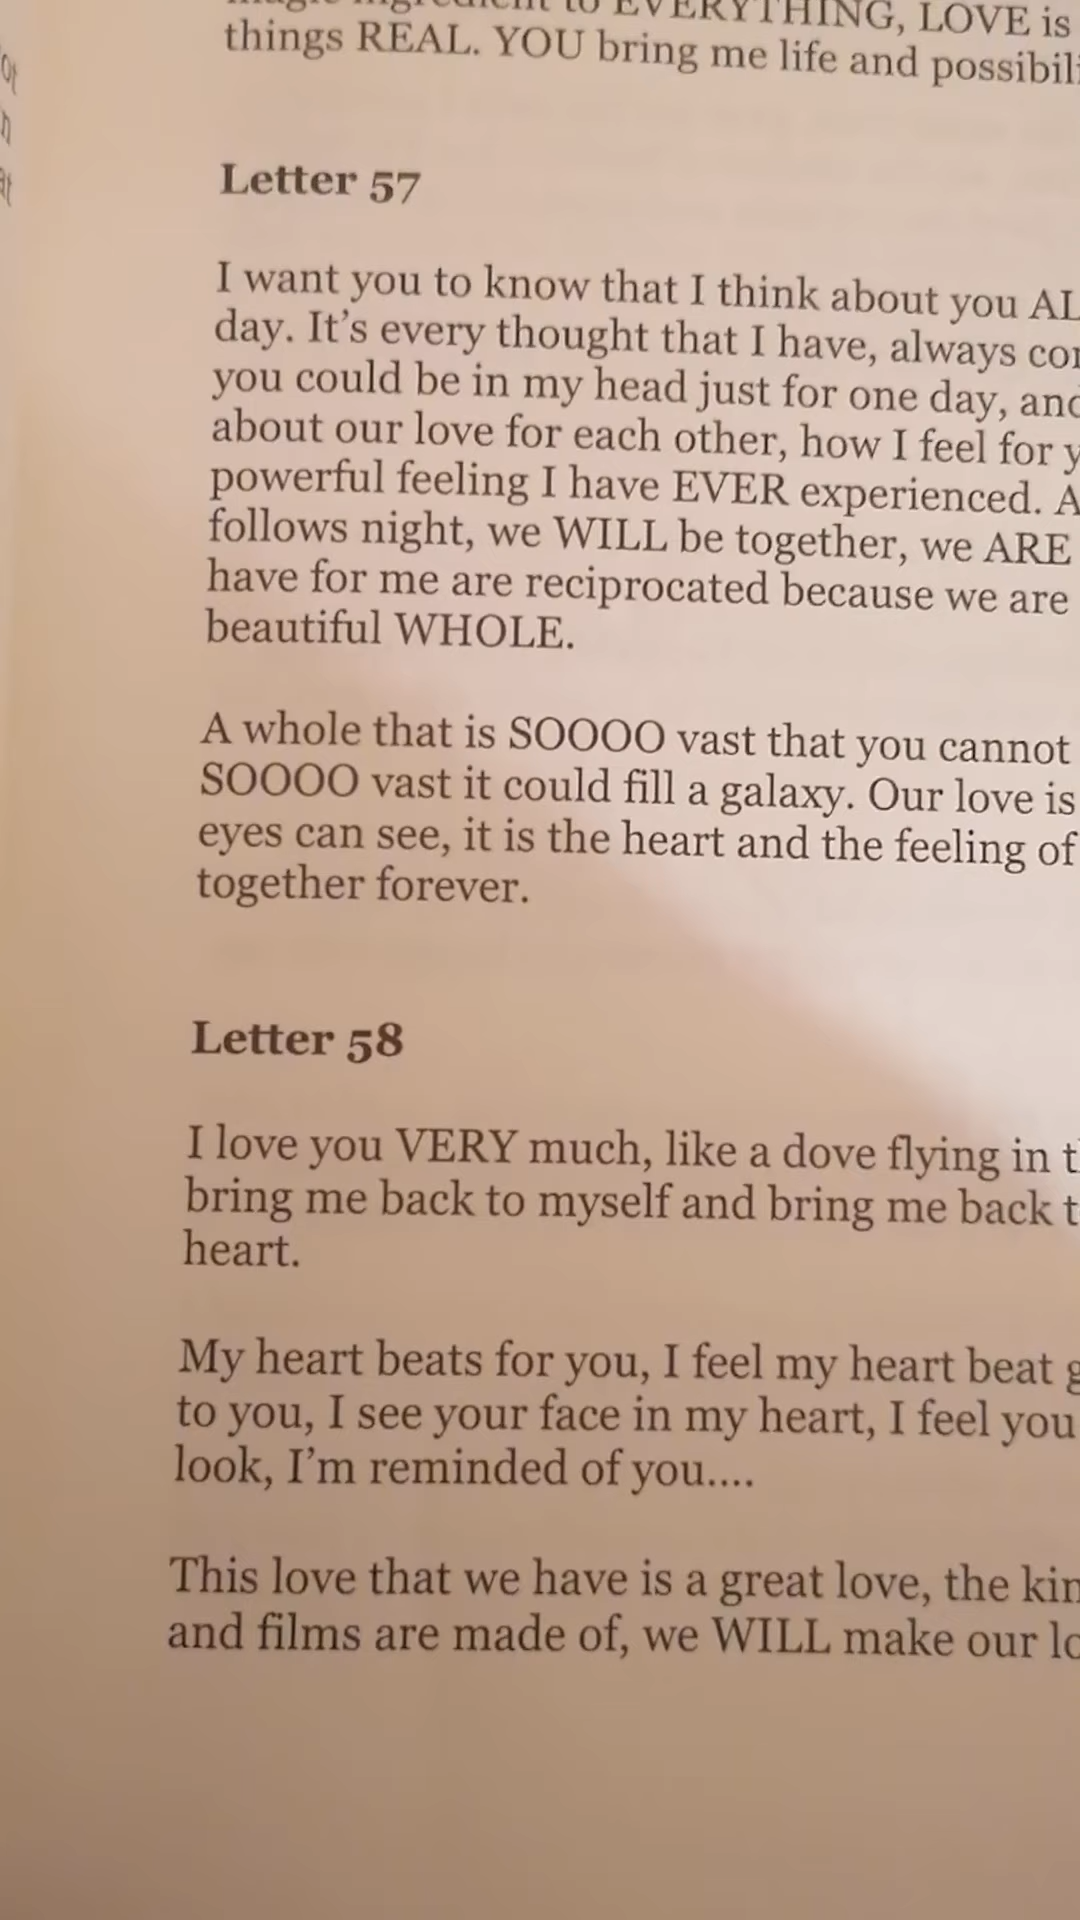 magic ingredient to EVERYTHING, LOVE is
things REAL. YOU bring me life and
Letter 57
I want you to know that I think about you
day. It's every thought that I have, always
you could be in my head just for one day,
about our love for each other, how I feel for
powerful feeling I have EVER experienced.
follows night, we WILL be together, we ARE
have for me are reciprocated because we are
beautiful WHOLE.
A whole that is SOOOO vast that you cannot
SOOOO vast it could fill a galaxy. Our love is
eyes can see, it is the heart and the feeling of
together forever.
Letter 58
I love you VERY much, like a dove flying in
bring me back to myself and bring me back
heart.
My heart beats for you, I feel my heart beat
to you, I see your face in my heart, I feel you
look, I'm reminded of you....
This love that we have is a great love, the
and films are made of, we WILL make our